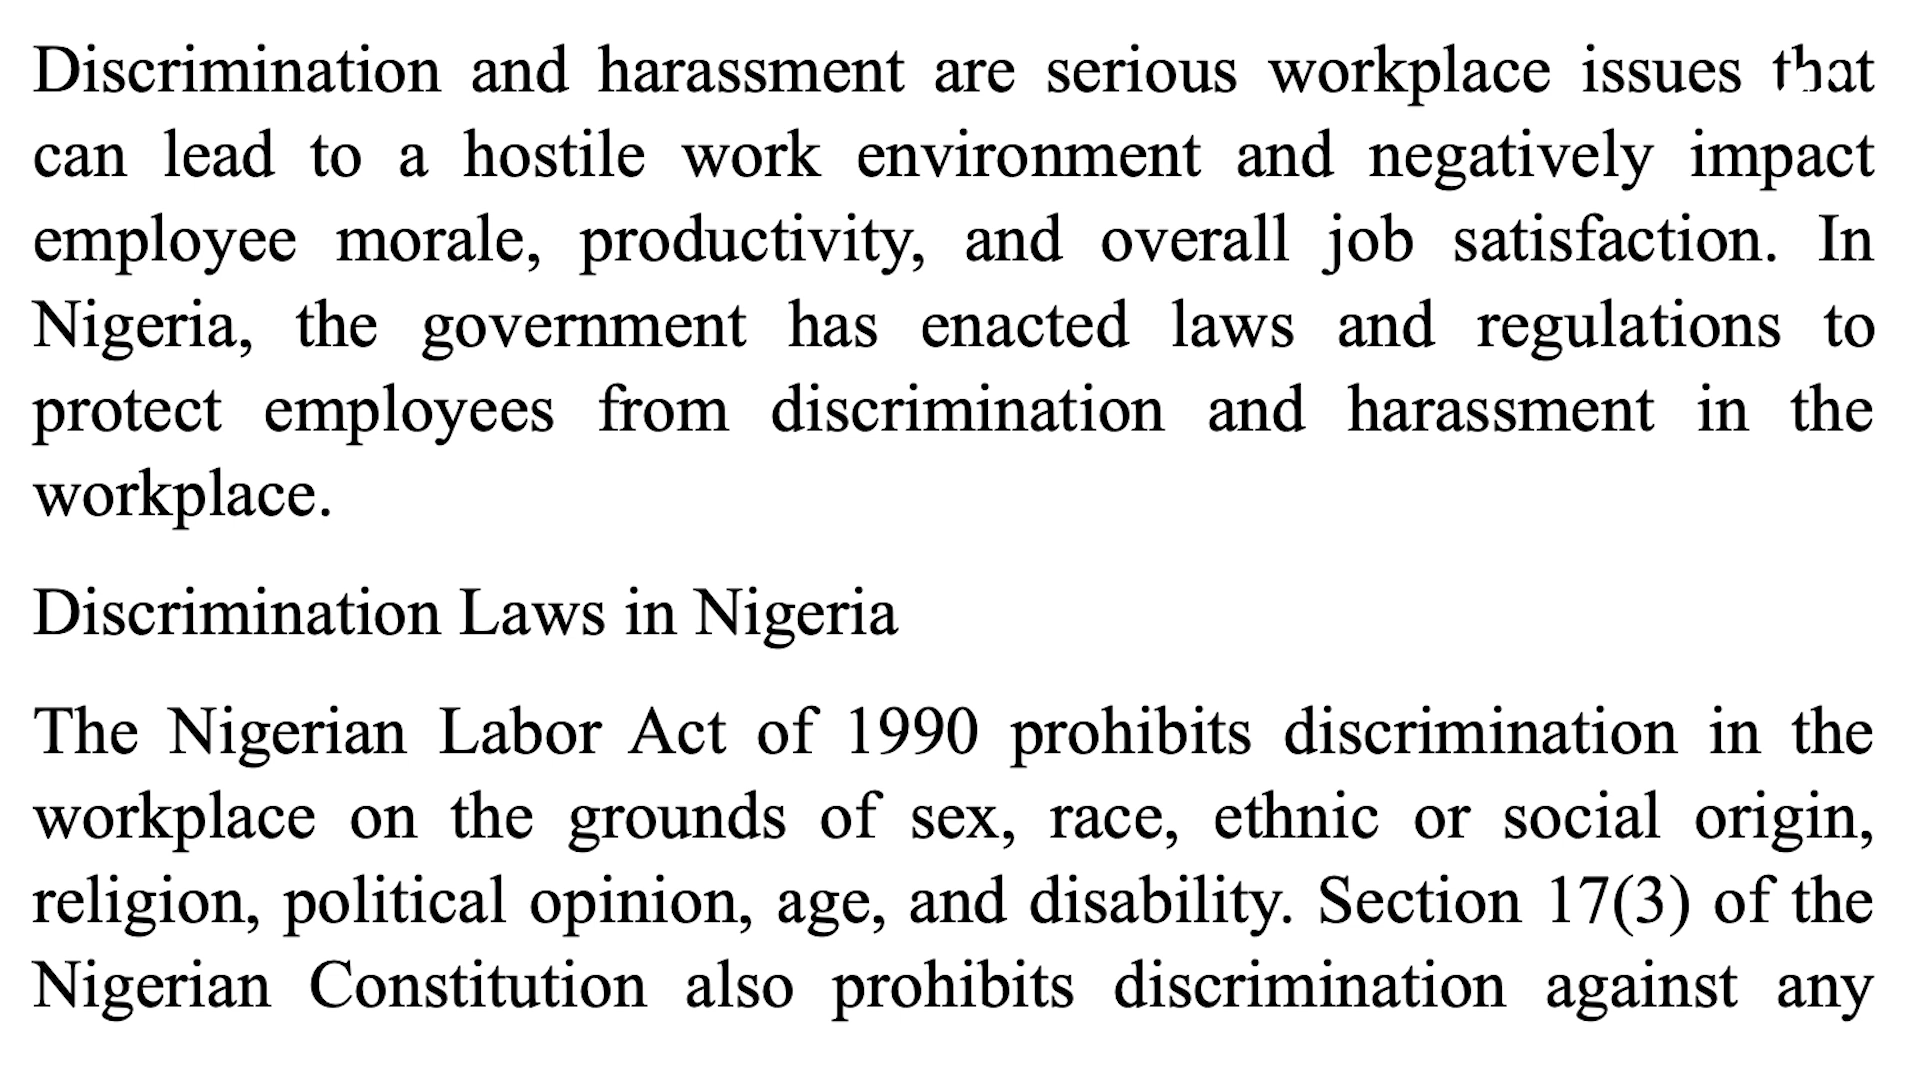 Discrimination and harassment are serious workplace issues that
can lead to a hostile work environment and negatively impact
employee morale, productivity, and overall job satisfaction. In
Nigeria, the government has enacted laws and regulations to
protect employees from discrimination and harassment in the
workplace.
Discrimination Laws in Nigeria
The Nigerian Labor Act of 1990 prohibits discrimination in the
workplace on the grounds of sex, race, ethnic or social origin,
religion, political opinion, age, and disability. Section 17(3) of the
Nigerian Constitution also prohibits discrimination against any